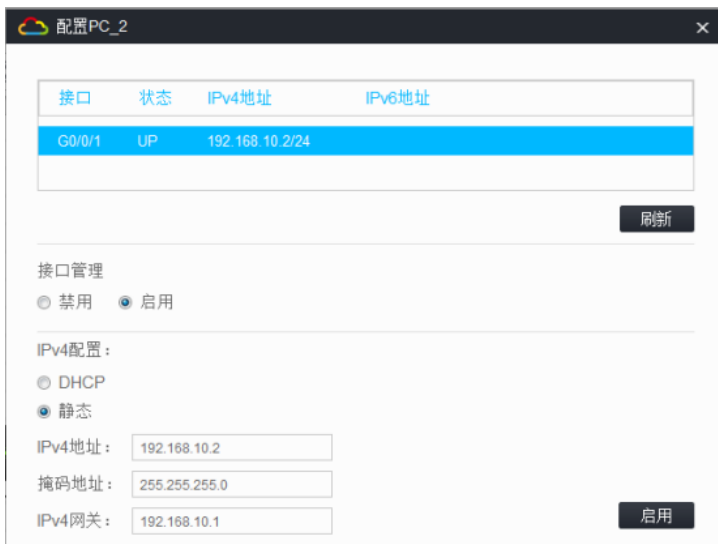 配置PC_2
接口 状态 IPv4地址 IPv6地址
G0/0/1 UP 192.168.10.2/24
刷新
接口管理
禁用 启用
IPv4配置：
DHCP
静态
IPv4地址： 192.168.10.2
掩码地址： 255.255.255.0
IPv4网关： 192.168.10.1
启用